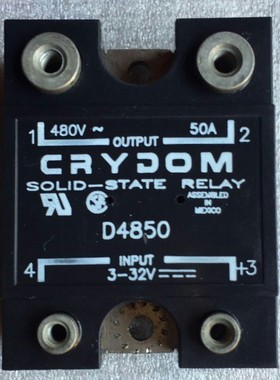 1 480V ~ 50A 2
OUTPUT
CRYDOM
SOLID-STATE RELAY
ASSEMBLED
IN
MEXICO
D4850
4 INPUT +3
3-32V